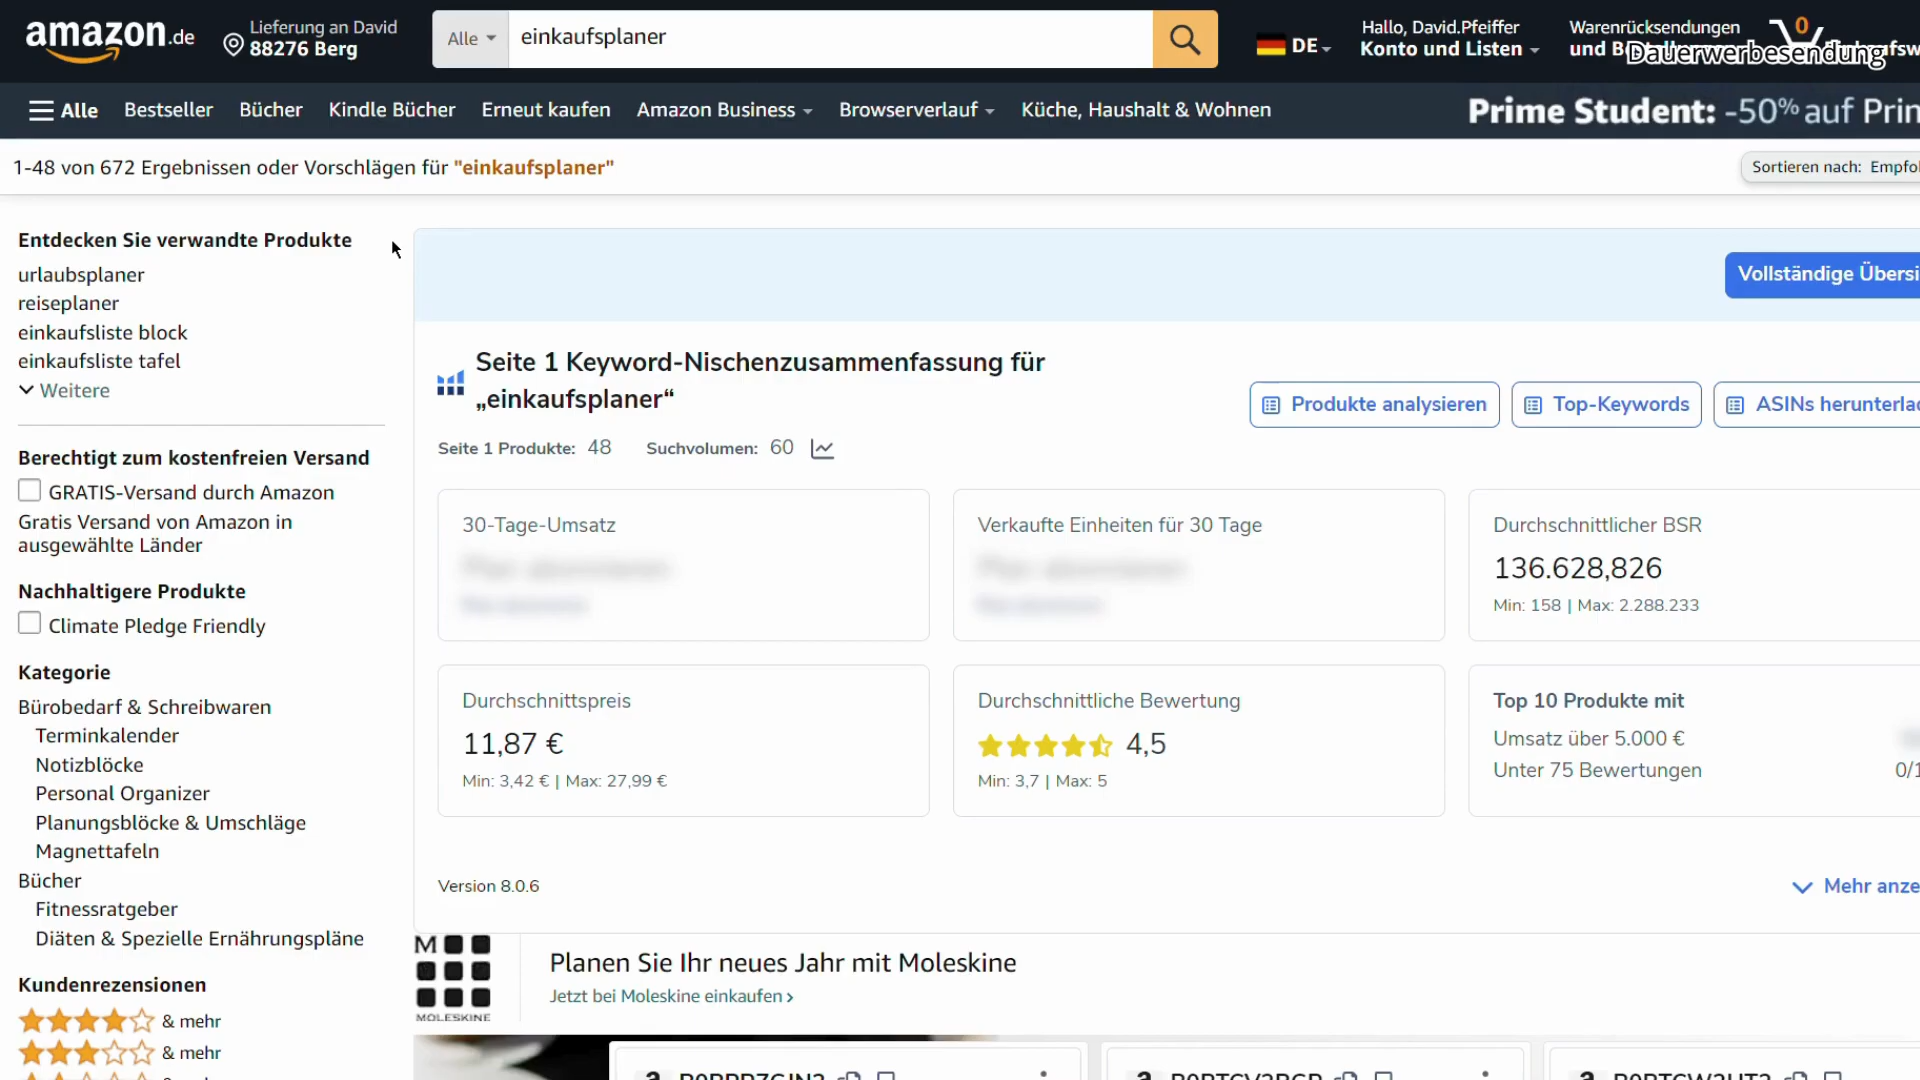 amazon.de
Lieferung an David
88276 Berg
Alle
einkaufsplaner
DE
Hallo, David.Pfeiffer
Konto und Listen
Warenrücksendungen
und
0
Dauerwerbesendung
Alle
Bestseller
Bücher
Kindle Bücher
Erneut kaufen
Amazon Business
Browserverlauf
Küche, Haushalt & Wohnen
Prime Student: -50% auf Prin
1-48 von 672 Ergebnissen oder Vorschlägen für "einkaufsplaner"
Sortieren nach: Empfol
Entdecken Sie verwandte Produkte
urlaubsplaner
reiseplaner
einkaufsliste block
einkaufsliste tafel
Weitere
Berechtigt zum kostenfreien Versand
GRATIS-Versand durch Amazon
Gratis Versand von Amazon in
ausgewählte Länder
Nachhaltigere Produkte
Climate Pledge Friendly
Kategorie
Bürobedarf & Schreibwaren
Terminkalender
Notizblöcke
Personal Organizer
Planungsblöcke & Umschläge
Magnettafeln
Bücher
Fitnessratgeber
Diäten & Spezielle Ernährungspläne
Kundenrezensionen
& mehr
& mehr
Vollständige Übersi
Seite 1 Keyword-Nischenzusammenfassung für
„einkaufsplaner“
Produkte analysieren
Top-Keywords
ASINs herunterlad
Seite 1 Produkte: 48
Suchvolumen: 60
30-Tage-Umsatz
Verkaufte Einheiten für 30 Tage
Durchschnittlicher BSR
136.628,826
Min: 158 | Max: 2.288.233
Durchschnittspreis
11,87 €
Min: 3,42 € | Max: 27,99 €
Durchschnittliche Bewertung
4,5
Min: 3,7 | Max: 5
Top 10 Produkte mit
Umsatz über 5.000 €
Unter 75 Bewertungen
0/1
Version 8.0.6
Mehr anze
M
MOLESKINE
Planen Sie Ihr neues Jahr mit Moleskine
Jetzt bei Moleskine einkaufen ›